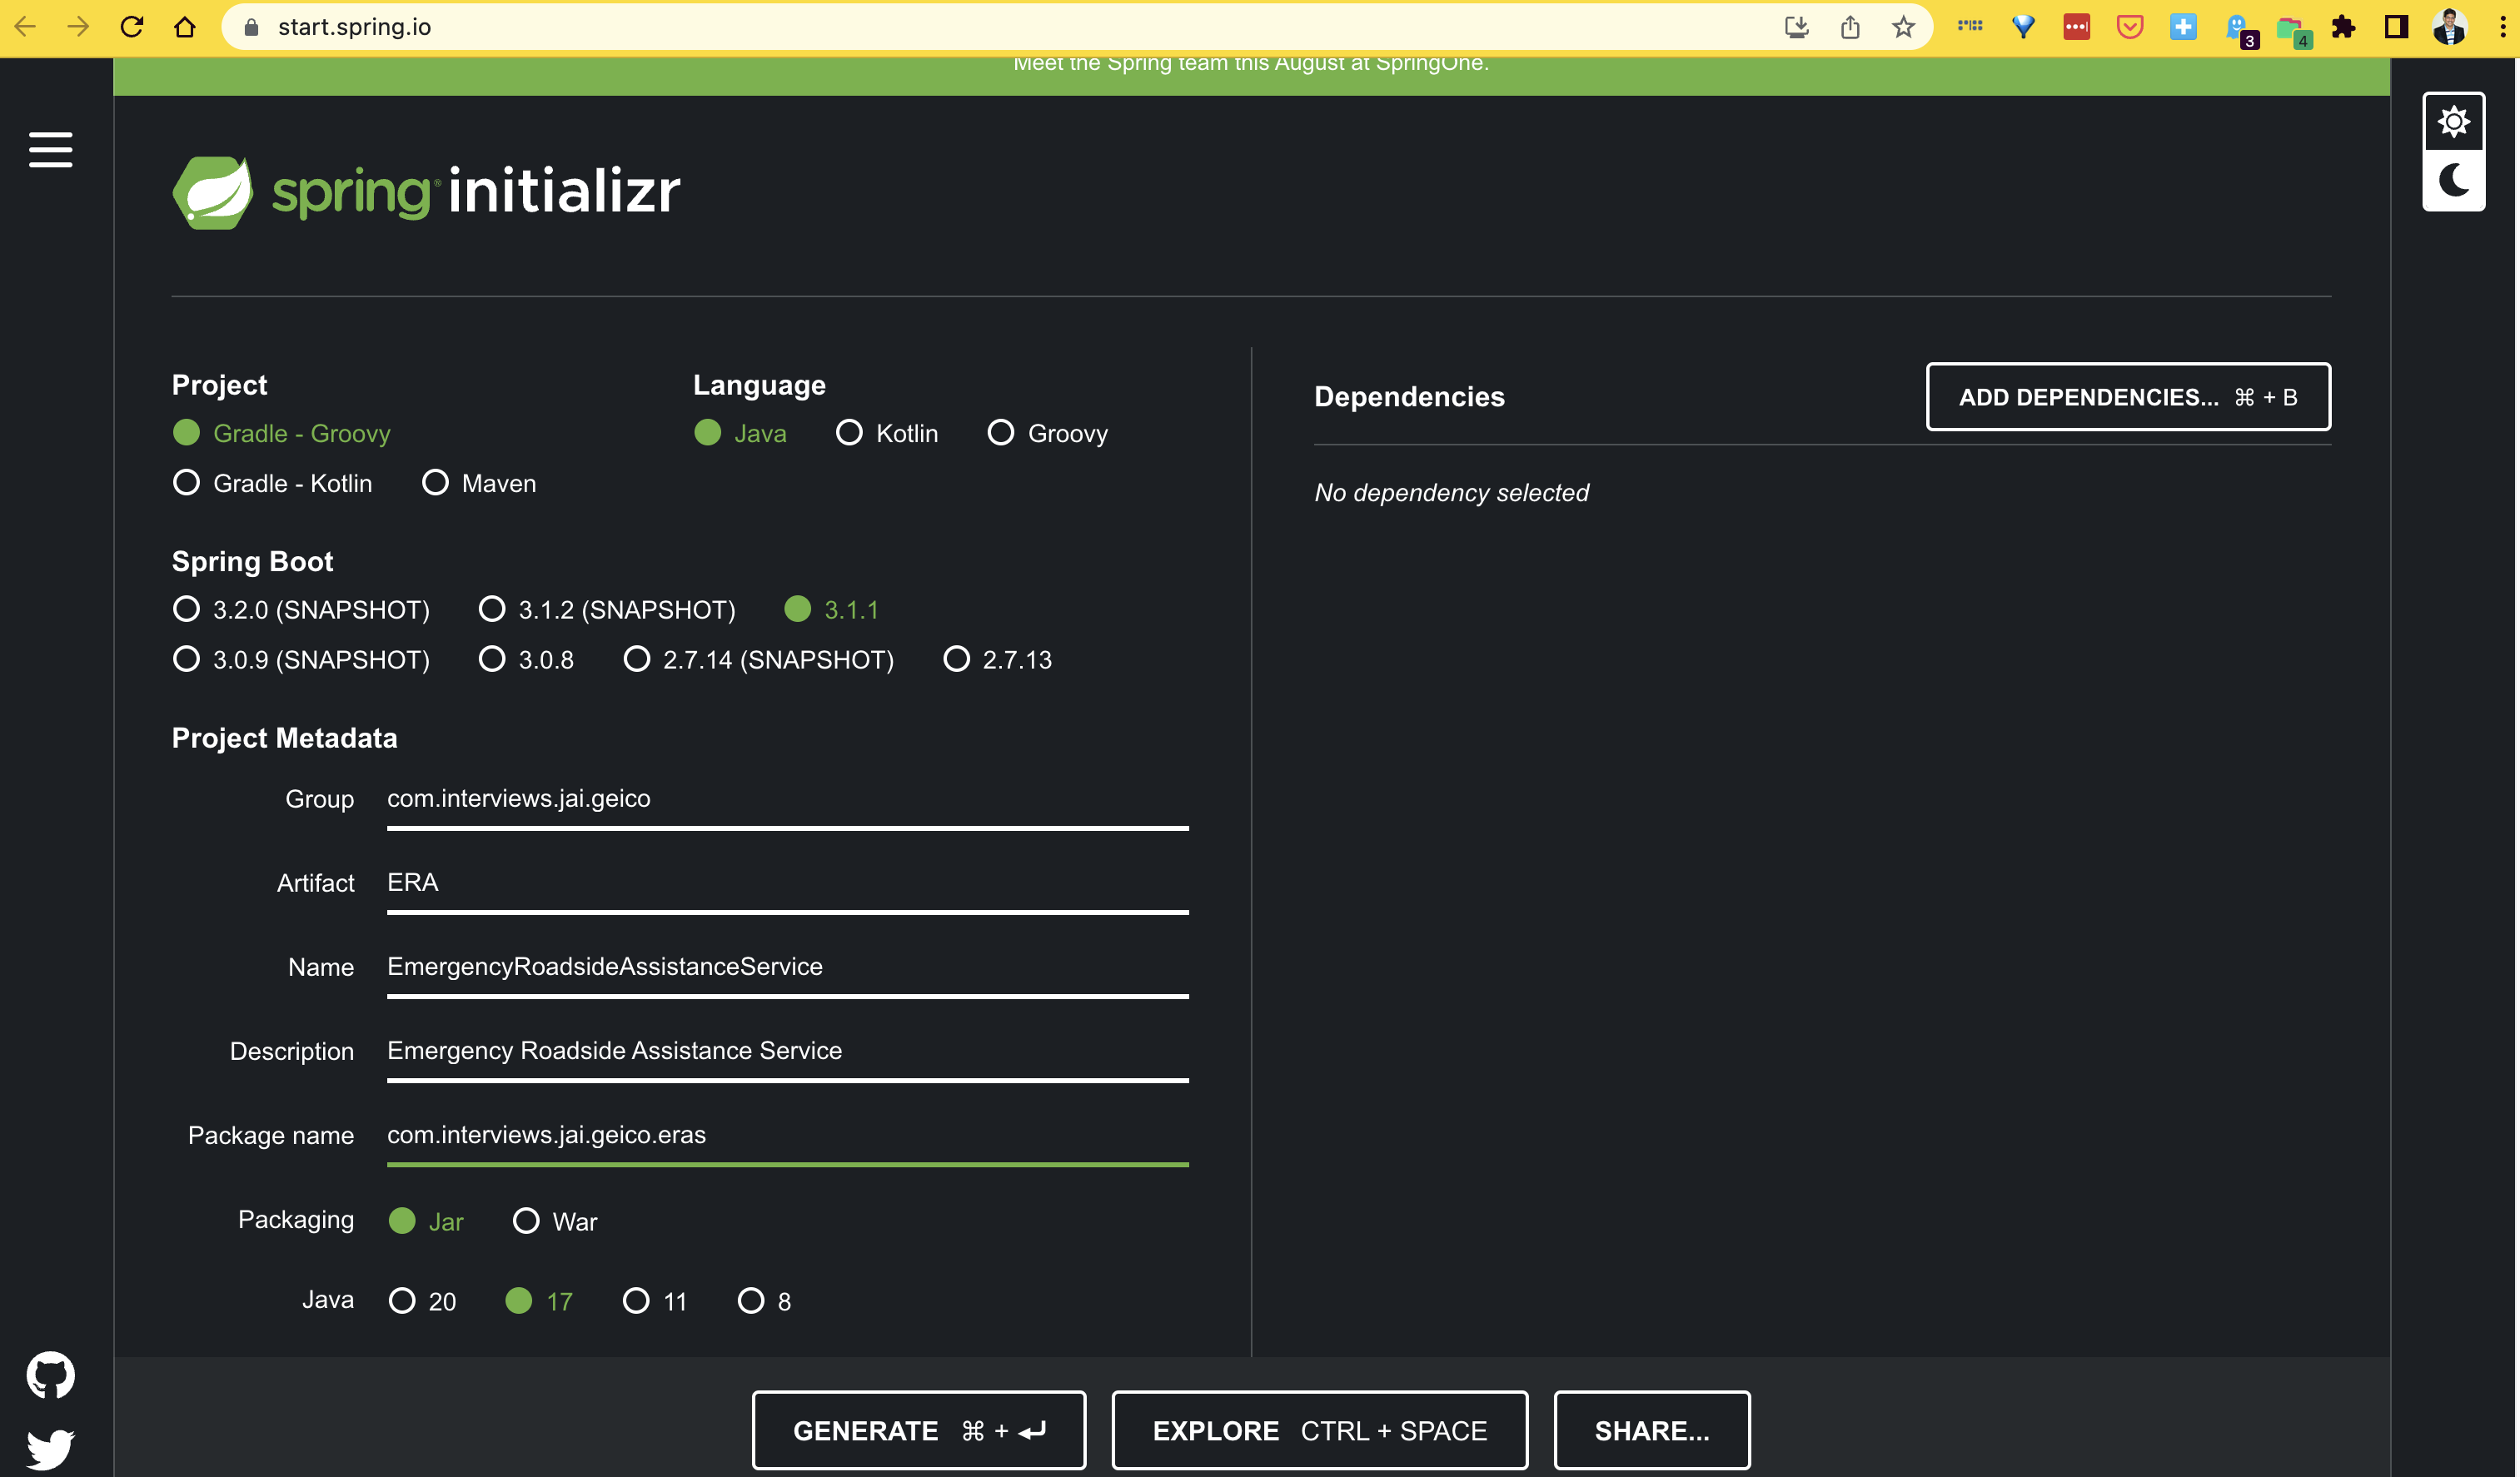 start.spring.io
3
4
Meet the Spring team this August at SpringOne.
spring® initializr
Project
Gradle - Groovy
Gradle - Kotlin Maven
Language
Java Kotlin Groovy
Spring Boot
3.2.0 (SNAPSHOT) 3.1.2 (SNAPSHOT) 3.1.1
3.0.9 (SNAPSHOT) 3.0.8 2.7.14 (SNAPSHOT) 2.7.13
Project Metadata
Group com.interviews.jai.geico
Artifact ERA
Name EmergencyRoadsideAssistanceService
Description Emergency Roadside Assistance Service
Package name com.interviews.jai.geico.eras
Packaging Jar War
Java 20 17 11 8
Dependencies
ADD DEPENDENCIES... ⌘ + B
No dependency selected
GENERATE ⌘ + ⏎
EXPLORE CTRL + SPACE
SHARE...